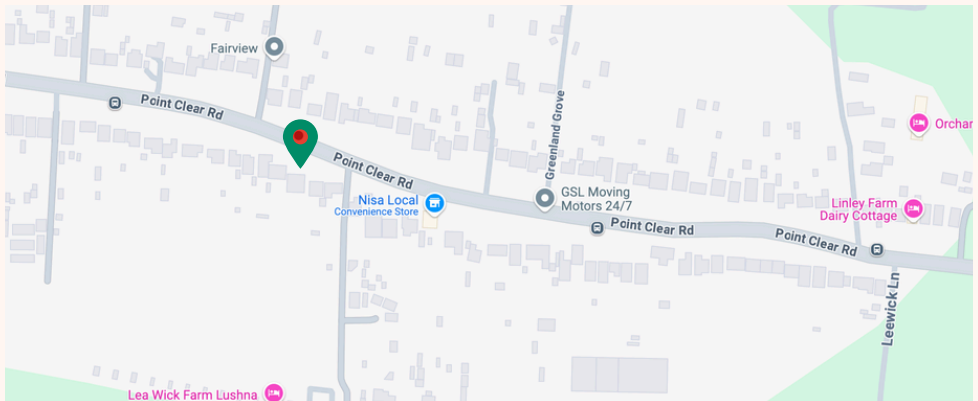 Fairview
Point Clear Rd
Greenland Grove
Orchar
Point Clear Rd
Nisa Local
Convenience Store
GSL Moving
Motors 24/7
Linley Farm
Dairy Cottage
Point Clear Rd
Point Clear Rd
Leewick Ln
Lea Wick Farm Lushna